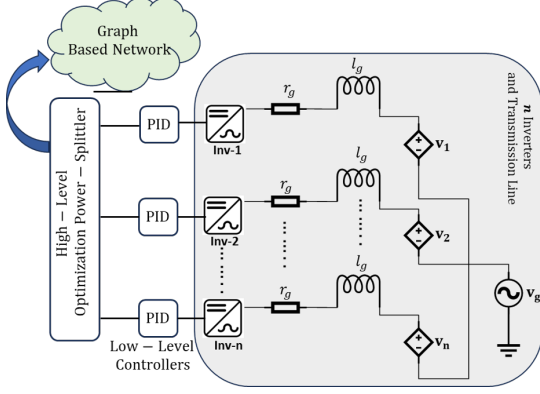 Graph
Based Network
High – Level
Optimization Power – Splittler
PID
Inv-1
r_g
l_g
v_1
n Inverters
and Transmission Line
PID
Inv-2
r_g
l_g
v_2
v_g
PID
Inv-n
r_g
l_g
v_n
Low – Level
Controllers